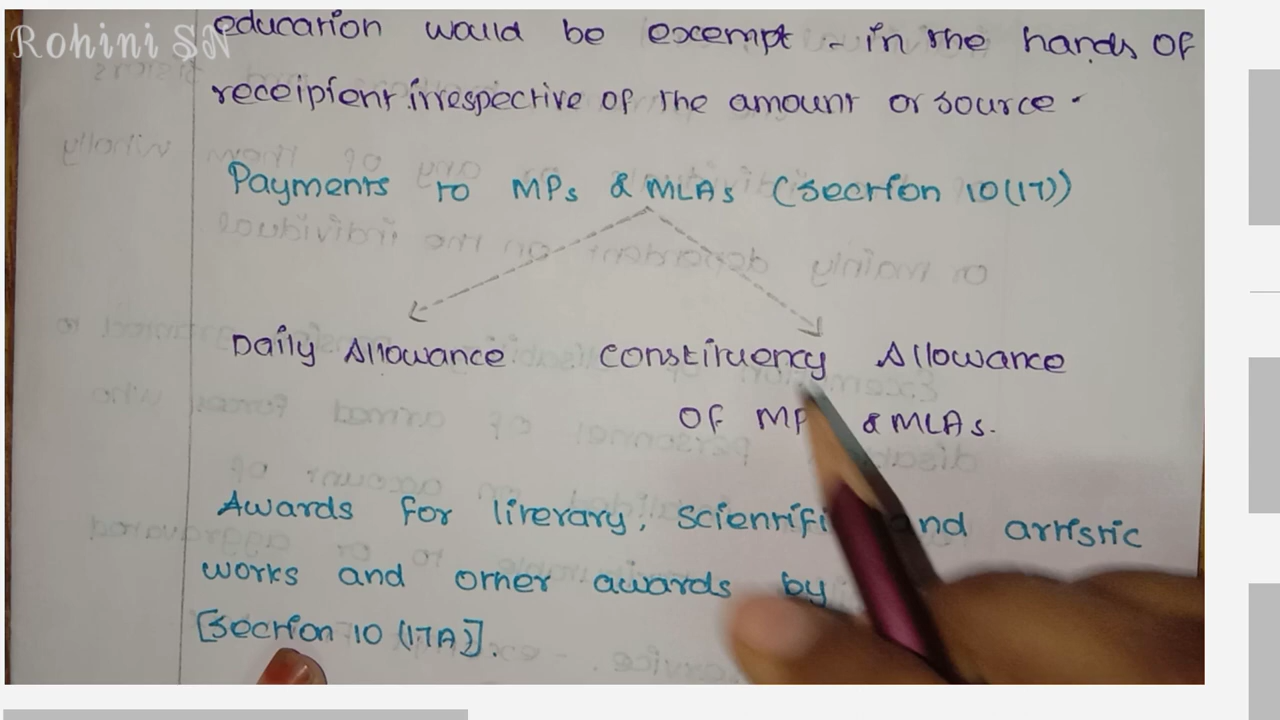 Rohini SN
education would be exempt - in the hands of
receipient irrespective of the amount or source.
Payments to MPs & MLAs (Section 10(17))
Daily Allowance Constituency Allowance
Of MP & MLAs.
Awards for literary, Scientifi and artistic
works and other awards by
[Section 10 (17A)].